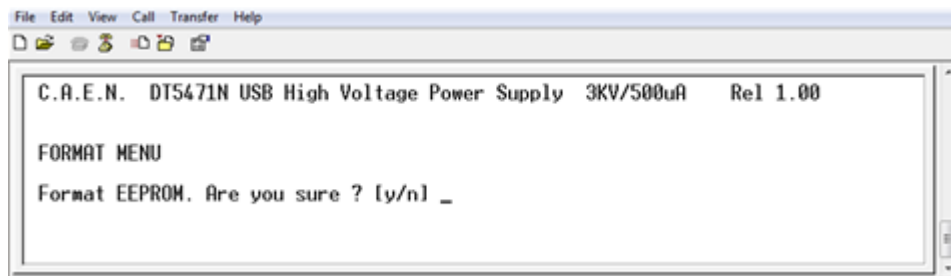 File Edit View Call Transfer Help
C.A.E.N. DT5471N USB High Voltage Power Supply 3KV/500uA Rel 1.00
FORMAT MENU
Format EEPROM. Are you sure ? [y/n] _